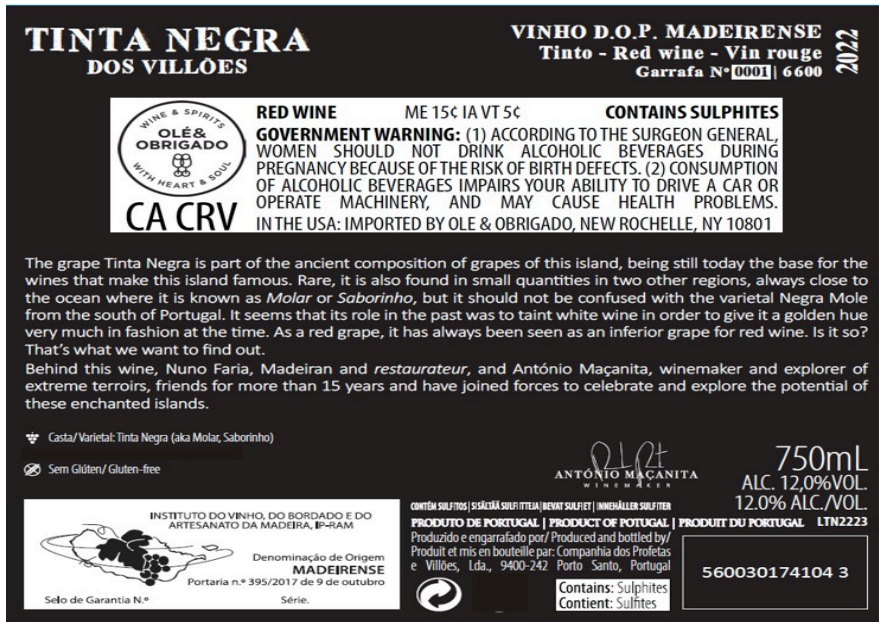 TINTA NEGRA
DOS VILLÕES
VINHO D.O.P. MADEIRENSE
Tinto - Red wine - Vin rouge
Garrafa Nº 0001 | 6600
2022
WINE & SPIRITS
OLÉ&
OBRIGADO
WITH HEART & SOUL
CA CRV
RED WINE ME 15¢ IA VT 5¢ CONTAINS SULPHITES
GOVERNMENT WARNING: (1) ACCORDING TO THE SURGEON GENERAL,
WOMEN SHOULD NOT DRINK ALCOHOLIC BEVERAGES DURING
PREGNANCY BECAUSE OF THE RISK OF BIRTH DEFECTS. (2) CONSUMPTION
OF ALCOHOLIC BEVERAGES IMPAIRS YOUR ABILITY TO DRIVE A CAR OR
OPERATE MACHINERY, AND MAY CAUSE HEALTH PROBLEMS.
IN THE USA: IMPORTED BY OLE & OBRIGADO, NEW ROCHELLE, NY 10801
The grape Tinta Negra is part of the ancient composition of grapes of this island, being still today the base for the
wines that make this island famous. Rare, it is also found in small quantities in two other regions, always close to
the ocean where it is known as Molar or Saborinho, but it should not be confused with the varietal Negra Mole
from the south of Portugal. It seems that its role in the past was to taint white wine in order to give it a golden hue
very much in fashion at the time. As a red grape, it has always been seen as an inferior grape for red wine. Is it so?
That's what we want to find out.
Behind this wine, Nuno Faria, Madeiran and restaurateur, and António Maçanita, winemaker and explorer of
extreme terroirs, friends for more than 15 years and have joined forces to celebrate and explore the potential of
these enchanted islands.
Casta/Varietal: Tinta Negra (aka Molar, Saborinho)
Sem Glúten/ Gluten-free
ANTÓNIO MAÇANITA
WINEMAKER
750mL
ALC. 12,0%VOL.
12.0% ALC./VOL.
CONTÉM SULFITOS | SISÄLTÄÄ SULFIITTEJA | BEVAT SULFIET | INNEHÅLLER SULFITER
PRODUTO DE PORTUGAL | PRODUCT OF POTUGAL | PRODUIT DU PORTUGAL LTN2223
Produzido e engarrafado por/ Produced and bottled by/
Produit et mis en bouteille par: Companhia dos Profetas
e Villões, Lda., 9400-242 Porto Santo, Portugal
Contains: Sulphites
Contient: Sulfites
560030174104 3
INSTITUTO DO VINHO, DO BORDADO E DO
ARTESANATO DA MADEIRA, IP-RAM
Denominação de Origem
MADEIRENSE
Portaria n.º 395/2017 de 9 de outubro
Selo de Garantia N.º Série.